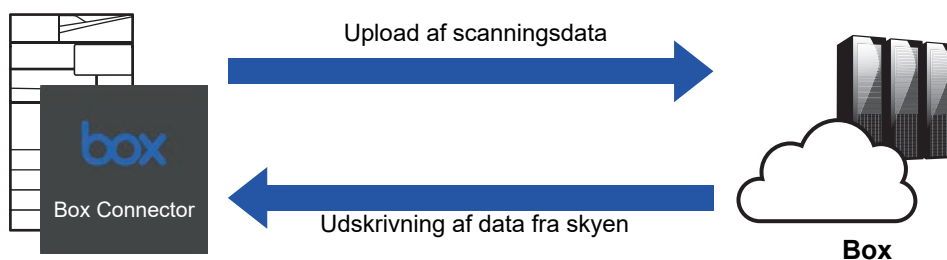 Upload af scanningsdata
box
Box Connector
Udskrivning af data fra skyen
Box